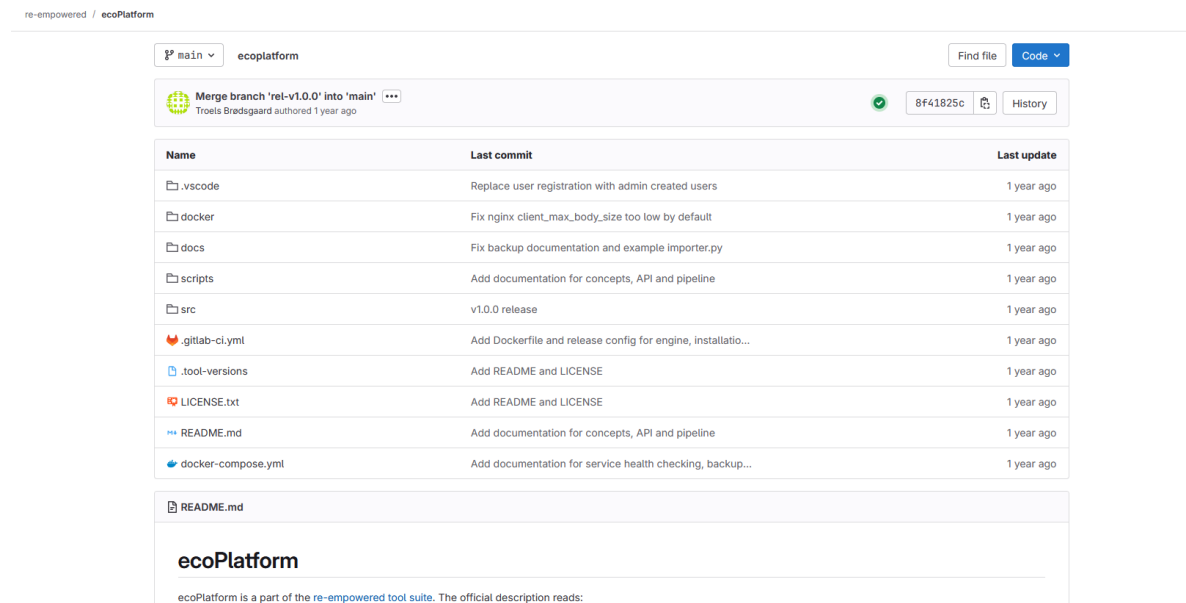 re-empowered / ecoPlatform
main ecoplatform Find file Code
Merge branch 'rel-v1.0.0' into 'main' •••
Troels Brødsgaard authored 1 year ago
8f41825c History
Name Last commit Last update
.vscode Replace user registration with admin created users 1 year ago
docker Fix nginx client_max_body_size too low by default 1 year ago
docs Fix backup documentation and example importer.py 1 year ago
scripts Add documentation for concepts, API and pipeline 1 year ago
src v1.0.0 release 1 year ago
.gitlab-ci.yml Add Dockerfile and release config for engine, installatio... 1 year ago
.tool-versions Add README and LICENSE 1 year ago
LICENSE.txt Add README and LICENSE 1 year ago
README.md Add documentation for concepts, API and pipeline 1 year ago
docker-compose.yml Add documentation for service health checking, backup... 1 year ago
README.md
ecoPlatform
ecoPlatform is a part of the re-empowered tool suite. The official description reads: